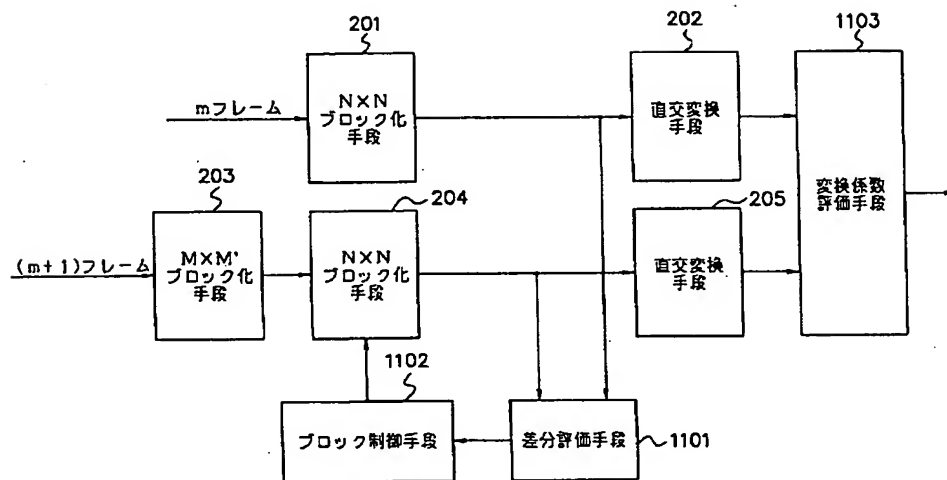 201
202
1103
mフレーム
N×N
ブロック化
手段
直交変換
手段
変換係数
評価手段
203
204
205
(m+1)フレーム
M×M'
ブロック化
手段
N×N
ブロック化
手段
直交変換
手段
1102
ブロック制御手段
差分評価手段
1101